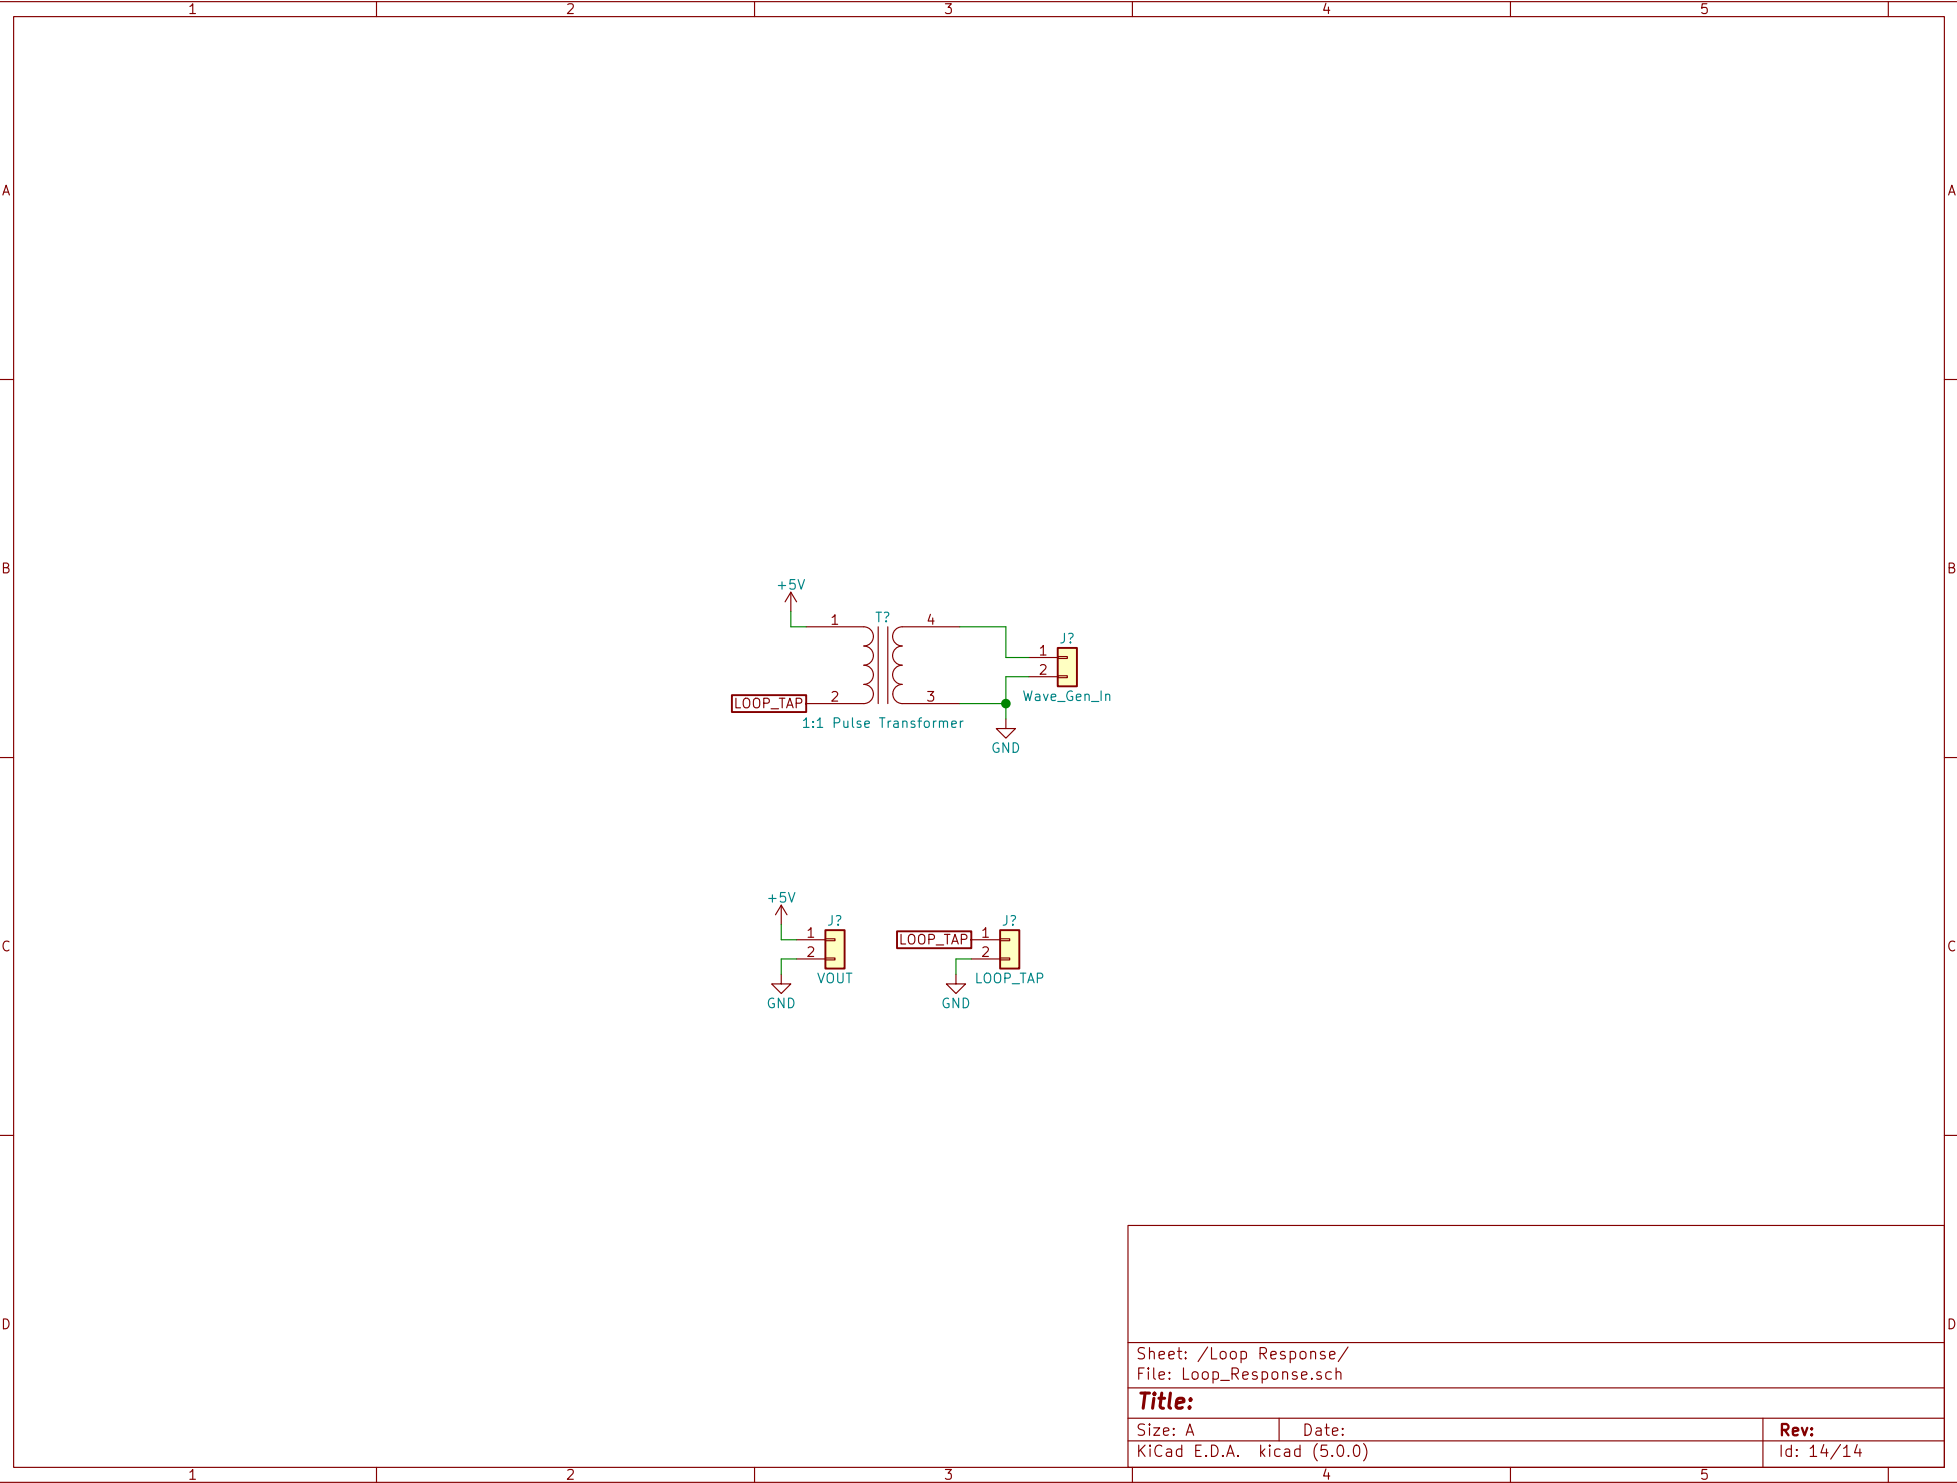 1 2 3 4 5
A A
B B
+5V
1 T? 4
J?
1
2
LOOP_TAP 2 3 Wave_Gen_In
1:1 Pulse Transformer
GND
+5V
J? J?
C 1 LOOP_TAP 1 C
2 2
VOUT LOOP_TAP
GND GND
D D
Sheet: /Loop Response/
File: Loop_Response.sch
Title:
Size: A Date: Rev:
KiCad E.D.A. kicad (5.0.0) Id: 14/14
1 2 3 4 5